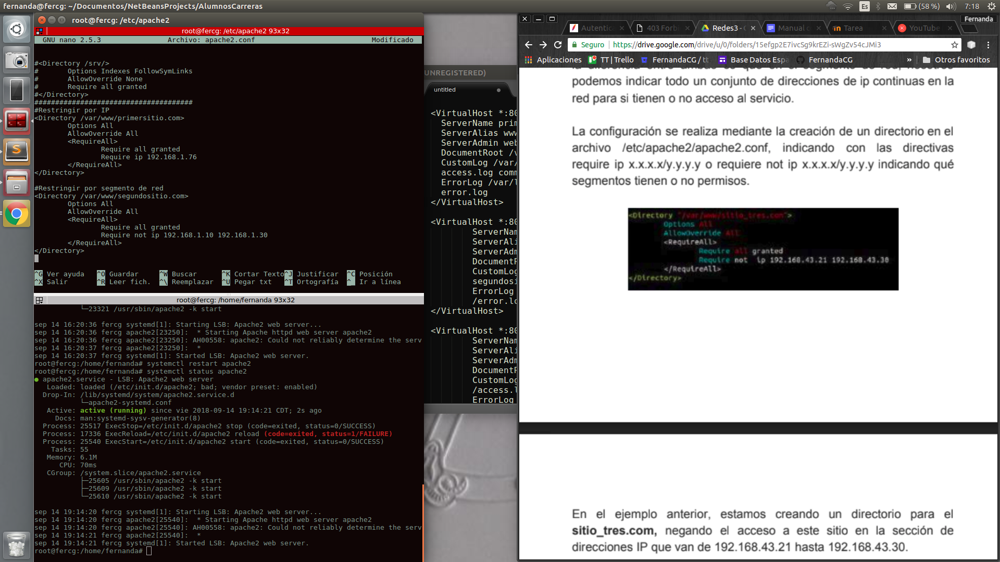 fernanda@fercg: ~/Documentos/NetBeansProjects/AlumnosCarreras
Es
(58 %)
7:18
root@fercg: /etc/apache2
root@fercg: /etc/apache2 93x32
GNU nano 2.5.3 Archivo: apache2.conf Modificado
#<Directory /srv/>
#       Options Indexes FollowSymLinks
#       AllowOverride None
#       Require all granted
#</Directory>
######################################
#Restringir por IP
<Directory /var/www/primersitio.com>
Options All
AllowOverride All
<RequireAll>
Require all granted
Require ip 192.168.1.76
</RequireAll>
</Directory>
#Restringir por segmento de red
<Directory /var/www/segundositio.com>
Options All
AllowOverride All
<RequireAll>
Require all granted
Require not ip 192.168.1.10 192.168.1.30
</RequireAll>
</Directory>
^G Ver ayuda ^O Guardar ^W Buscar ^K Cortar Texto ^J Justificar ^C Posición
^X Salir ^R Leer fich. ^\ Reemplazar ^U Pegar txt ^T Ortografía ^_ Ir a línea
root@fercg: /home/fernanda 93x32
└─23321 /usr/sbin/apache2 -k start
sep 14 16:20:36 fercg systemd[1]: Starting LSB: Apache2 web server...
sep 14 16:20:36 fercg apache2[23250]:  * Starting Apache httpd web server apache2
sep 14 16:20:36 fercg apache2[23250]: AH00558: apache2: Could not reliably determine the serv
sep 14 16:20:37 fercg apache2[23250]:  *
sep 14 16:20:37 fercg systemd[1]: Started LSB: Apache2 web server.
root@fercg:/home/fernanda# systemctl restart apache2
root@fercg:/home/fernanda# systemctl status apache2
● apache2.service - LSB: Apache2 web server
Loaded: loaded (/etc/init.d/apache2; bad; vendor preset: enabled)
Drop-In: /lib/systemd/system/apache2.service.d
└─apache2-systemd.conf
Active: active (running) since vie 2018-09-14 19:14:21 CDT; 2s ago
Docs: man:systemd-sysv-generator(8)
Process: 25517 ExecStop=/etc/init.d/apache2 stop (code=exited, status=0/SUCCESS)
Process: 17336 ExecReload=/etc/init.d/apache2 reload (code=exited, status=1/FAILURE)
Process: 25540 ExecStart=/etc/init.d/apache2 start (code=exited, status=0/SUCCESS)
Tasks: 55
Memory: 6.1M
CPU: 70ms
CGroup: /system.slice/apache2.service
├─25605 /usr/sbin/apache2 -k start
├─25609 /usr/sbin/apache2 -k start
└─25610 /usr/sbin/apache2 -k start
sep 14 19:14:20 fercg systemd[1]: Starting LSB: Apache2 web server...
sep 14 19:14:20 fercg apache2[25540]:  * Starting Apache httpd web server apache2
sep 14 19:14:20 fercg apache2[25540]: AH00558: apache2: Could not reliably determine the serv
sep 14 19:14:21 fercg apache2[25540]:  *
sep 14 19:14:21 fercg systemd[1]: Started LSB: Apache2 web server.
root@fercg:/home/fernanda#
UNREGISTERED)
untitled
<VirtualHost *:80
ServerName prim
ServerAlias www
ServerAdmin web
DocumentRoot /v
CustomLog /var/
access.log comm
ErrorLog /var/l
error.log
</VirtualHost>
<VirtualHost *:80
ServerNam
ServerAli
ServerAdm
DocumentR
CustomLog
segundosi
ErrorLog
/error.lo
</VirtualHost>
<VirtualHost *:80
ServerNam
ServerAli
ServerAdm
DocumentR
CustomLog
/access.l
ErrorLog
Fernanda
Autentica
403 Forbi
Redes3 -
Manual o
Tarea
YouTube
Seguro
https://drive.google.com/drive/u/0/folders/15efgp2E7ivcSg9krEZi-sWgZv54cJMi3
Aplicaciones
TT | Trello
FernandaCG / tt
Base Datos Espa
FernandaCG
»
Otros favoritos
la diferencia entre ambas es que en el segmento de red, nosotros
podemos indicar todo un conjunto de direcciones de ip continuas en la
red para si tienen o no acceso al servicio.
La configuración se realiza mediante la creación de un directorio en el
archivo /etc/apache2/apache2.conf, indicando con las directivas
require ip x.x.x.x/y.y.y.y o requiere not ip x.x.x.x/y.y.y.y indicando qué
segmentos tienen o no permisos.
<Directory "/var/www/sitio_tres.com">
Options All
AllowOverride All
<RequireAll>
Require all granted
Require not ip 192.168.43.21 192.168.43.30
</RequireAll>
</Directory>
En el ejemplo anterior, estamos creando un directorio para el
sitio_tres.com, negando el acceso a este sitio en la sección de
direcciones IP que van de 192.168.43.21 hasta 192.168.43.30.